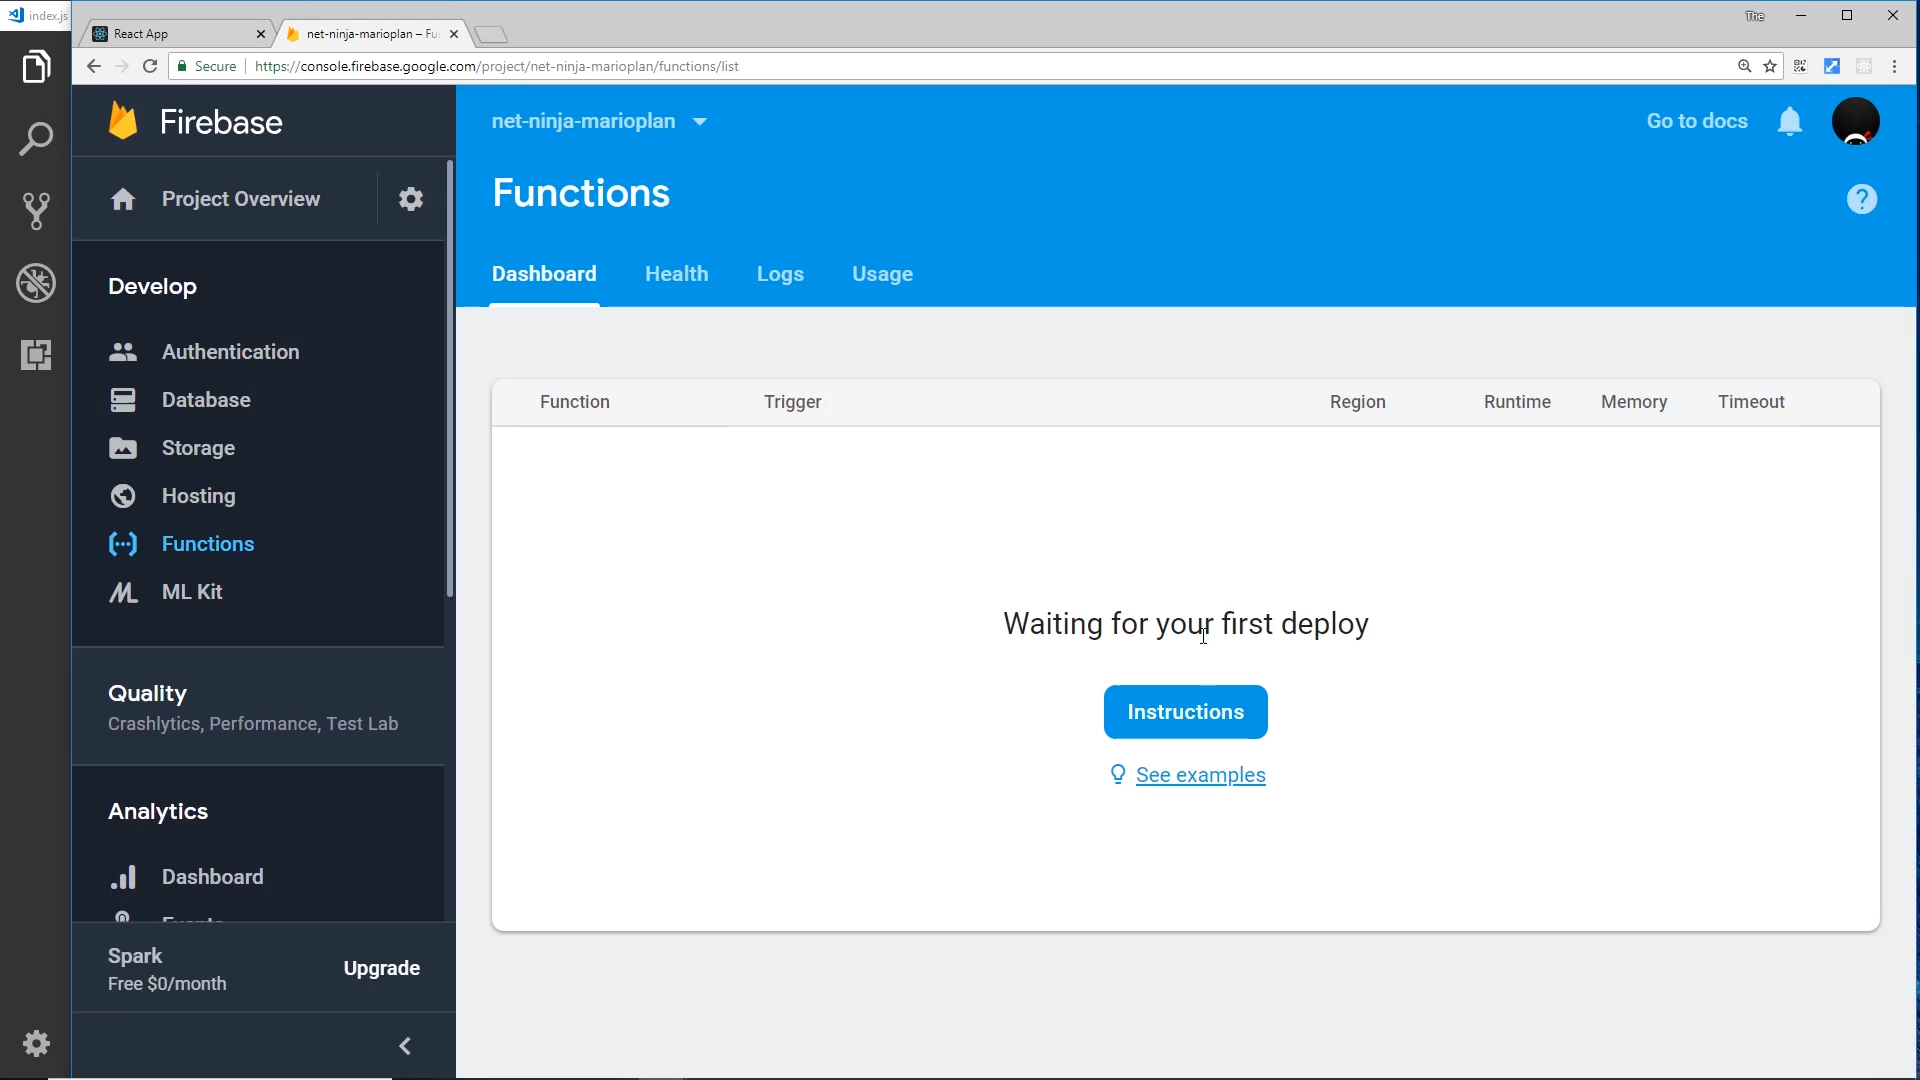 index.js
React App
net-ninja-marioplan – Fu
The
Secure
https://console.firebase.google.com/project/net-ninja-marioplan/functions/list
Firebase
net-ninja-marioplan
Go to docs
Project Overview
Functions
Dashboard
Health
Logs
Usage
Develop
Authentication
Database
Storage
Hosting
Functions
ML Kit
Function
Trigger
Region
Runtime
Memory
Timeout
Waiting for your first deploy
Instructions
See examples
Quality
Crashlytics, Performance, Test Lab
Analytics
Dashboard
Events
Spark
Free $0/month
Upgrade